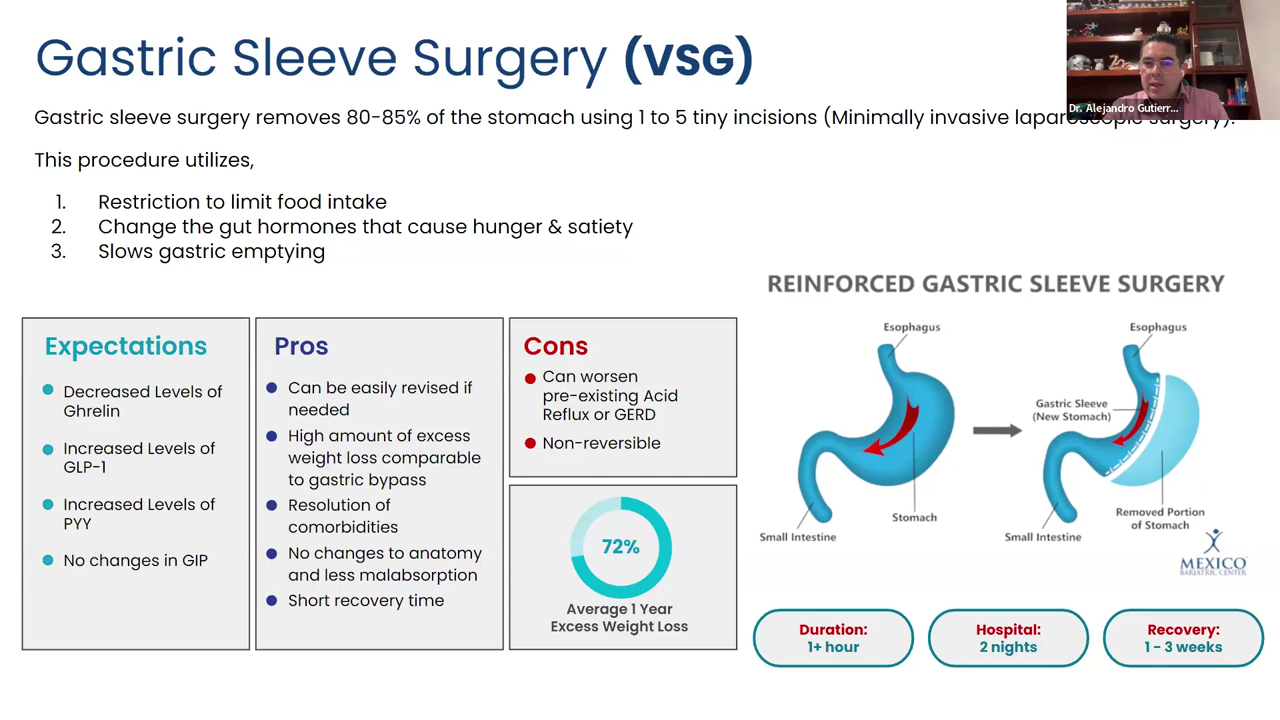 Gastric Sleeve Surgery (VSG)
Dr. Alejandro Gutierr...
Gastric sleeve surgery removes 80-85% of the stomach using 1 to 5 tiny incisions (Minimally invasive laparoscopic surgery).
This procedure utilizes,
1. Restriction to limit food intake
2. Change the gut hormones that cause hunger & satiety
3. Slows gastric emptying
Expectations
Decreased Levels of
Ghrelin
Increased Levels of
GLP-1
Increased Levels of
PYY
No changes in GIP
Pros
Can be easily revised if
needed
High amount of excess
weight loss comparable
to gastric bypass
Resolution of
comorbidities
No changes to anatomy
and less malabsorption
Short recovery time
Cons
Can worsen
pre-existing Acid
Reflux or GERD
Non-reversible
72%
Average 1 Year
Excess Weight Loss
REINFORCED GASTRIC SLEEVE SURGERY
Esophagus
Stomach
Small Intestine
Esophagus
Gastric Sleeve
(New Stomach)
Removed Portion
of Stomach
Small Intestine
MEXICO
BARIATRIC CENTER
Duration:
1+ hour
Hospital:
2 nights
Recovery:
1 - 3 weeks